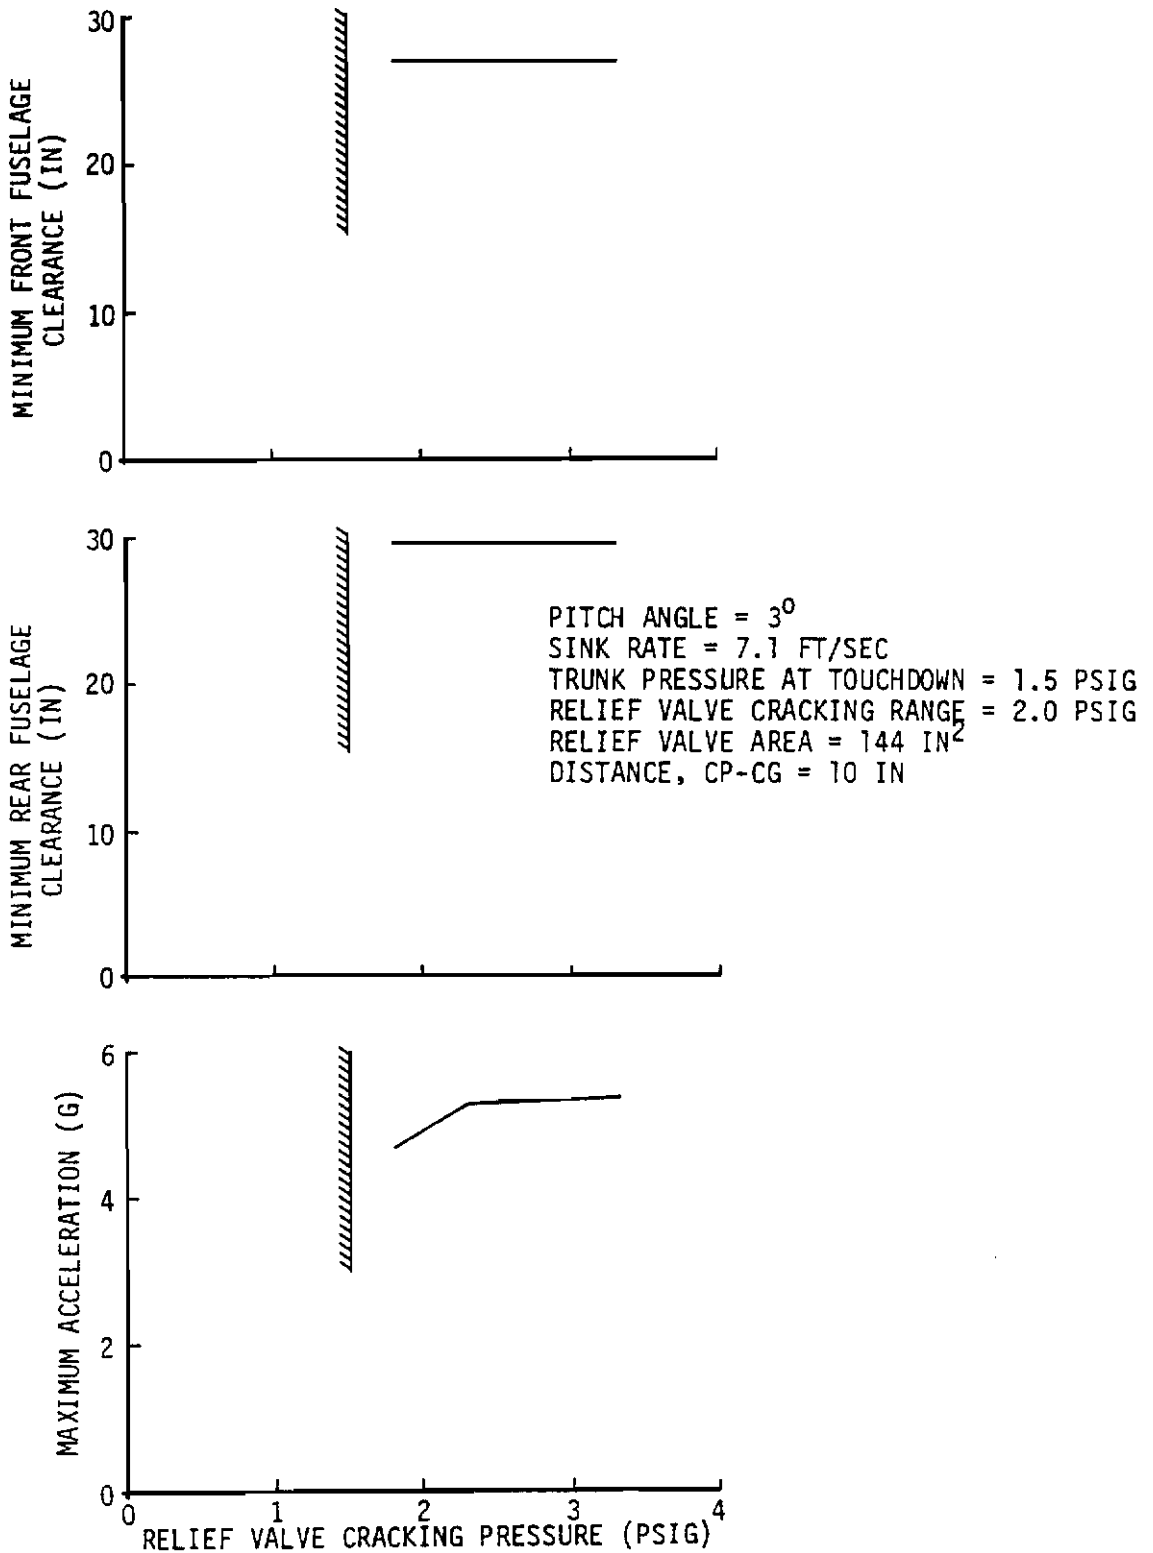 30
20
10
0
MINIMUM FRONT FUSELAGE
CLEARANCE (IN)
30
20
10
0
MINIMUM REAR FUSELAGE
CLEARANCE (IN)
PITCH ANGLE = 3⁰
SINK RATE = 7.1 FT/SEC
TRUNK PRESSURE AT TOUCHDOWN = 1.5 PSIG
RELIEF VALVE CRACKING RANGE = 2.0 PSIG
RELIEF VALVE AREA = 144 IN²
DISTANCE, CP-CG = 10 IN
6
4
2
0
MAXIMUM ACCELERATION (G)
0 1 2 3 4
RELIEF VALVE CRACKING PRESSURE (PSIG)